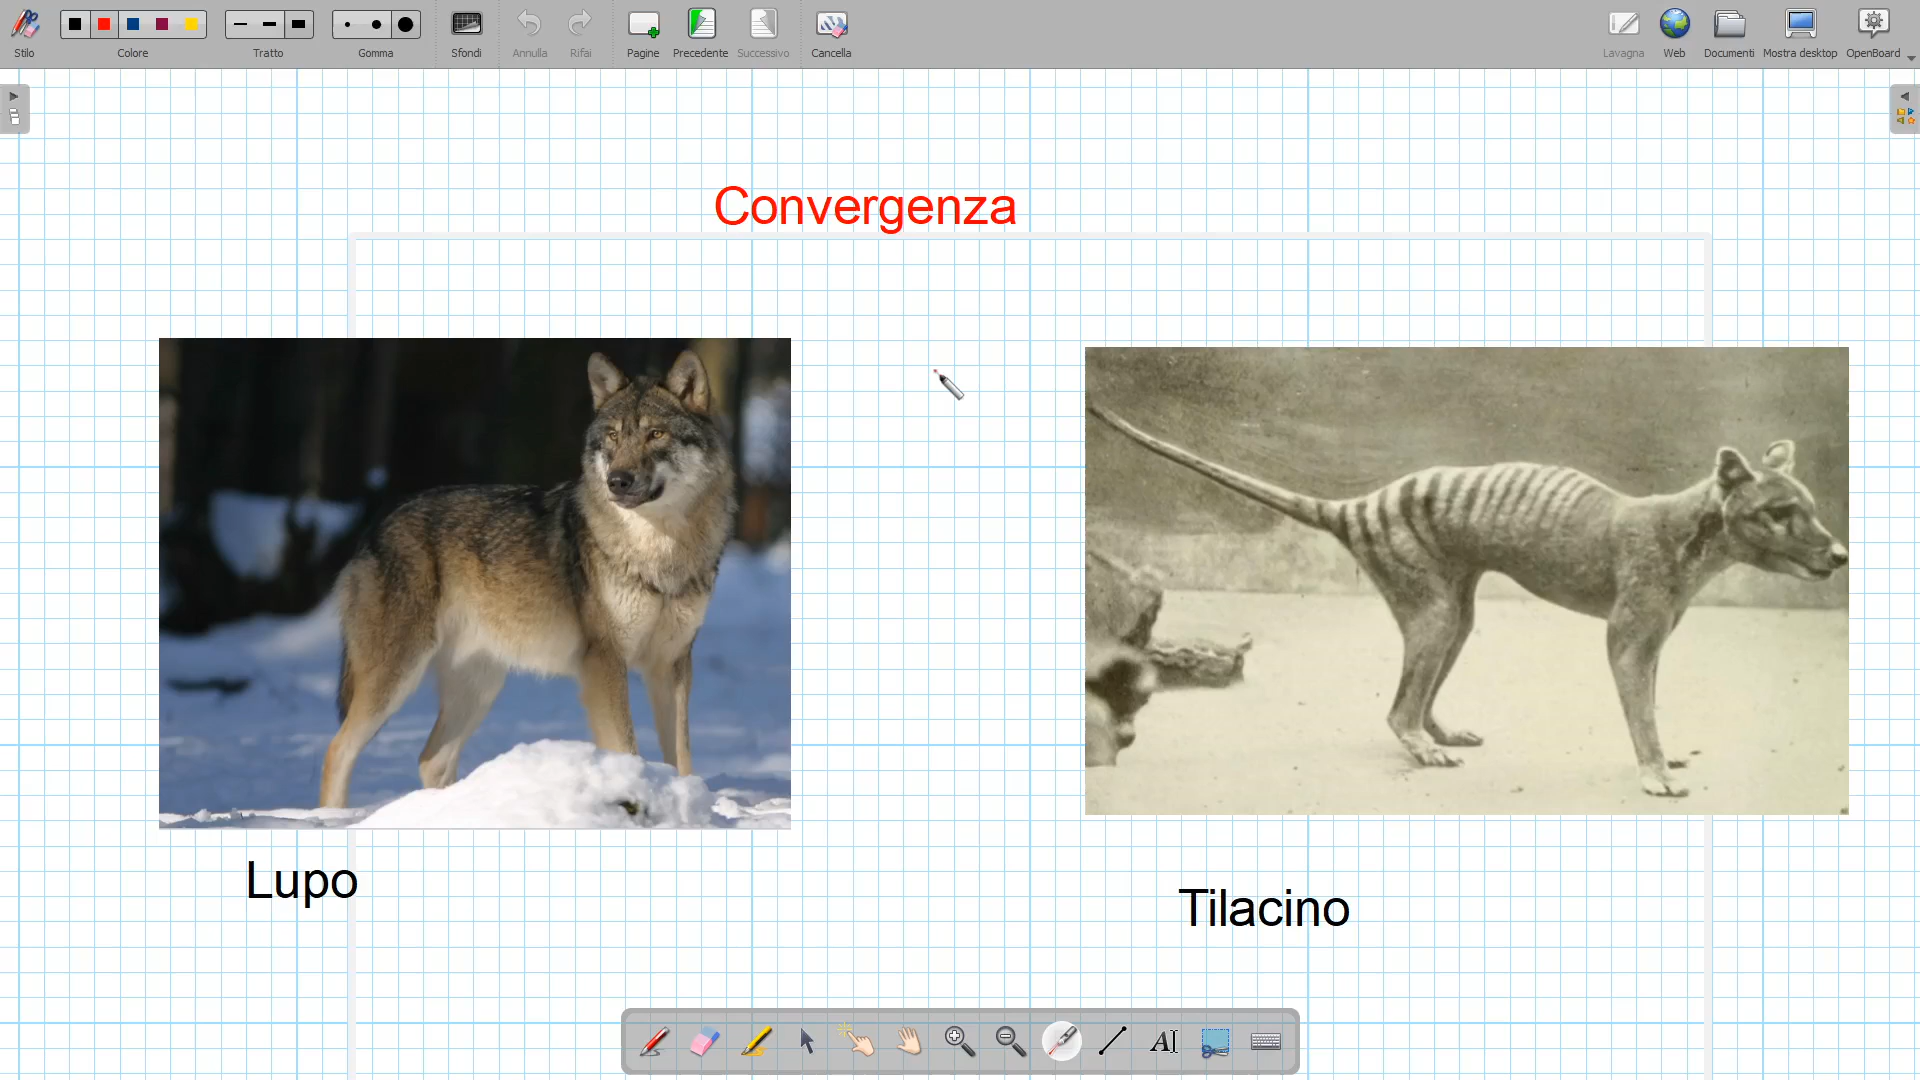 Stilo
Colore
Tratto
Gomma
Sfondi
Annulla
Rifai
Pagine
Precedente
Successivo
Cancella
Lavagna
Web
Documenti
Mostra desktop
OpenBoard
Convergenza
Lupo
Tilacino
AI